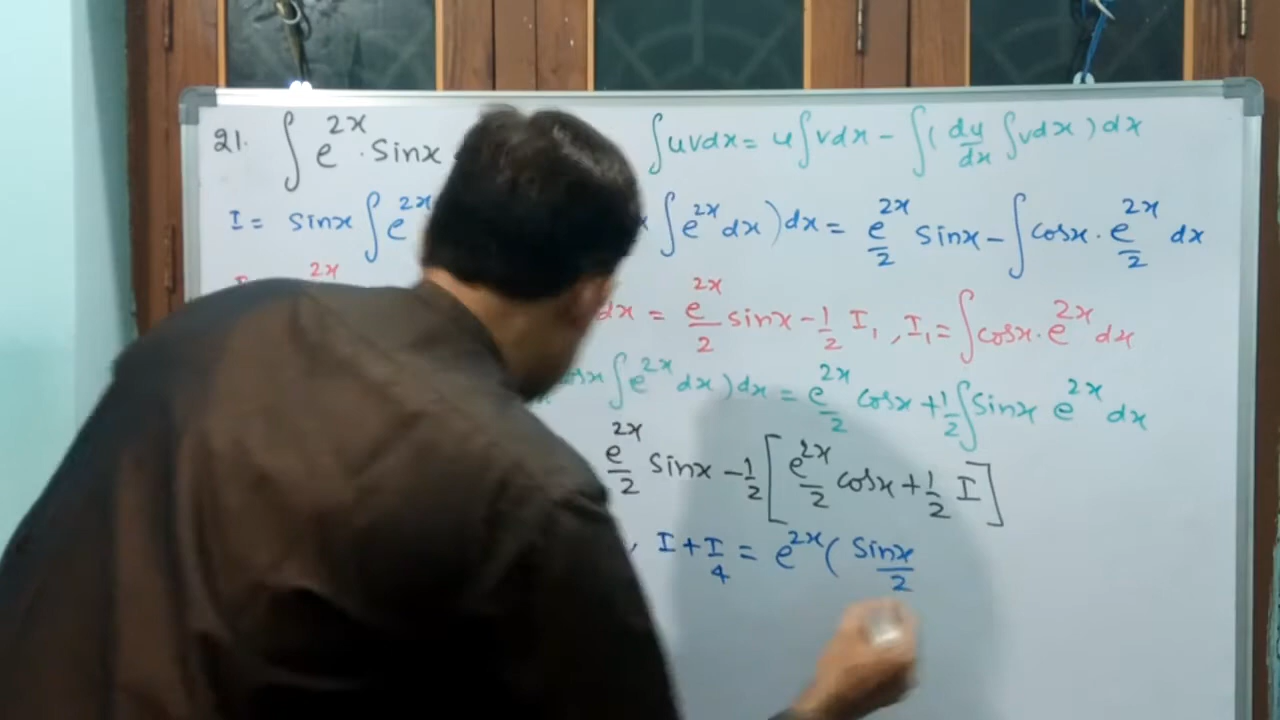 21. ∫ e^2x . Sinx ∫uvdx = u∫vdx − ∫(du/dx ∫vdx)dx
I = sinx ∫ e^2x ∫e^2x dx)dx = e^2x/2 sinx − ∫cosx . e^2x/2 dx
2x dx = e^2x/2 sinx − 1/2 I₁ , I₁ = ∫cosx . e^2x dx
∫e^2x dx)dx = e^2x/2 cosx + 1/2 ∫sinx e^2x dx
e^2x/2 sinx − 1/2 [e^2x/2 cosx + 1/2 I]
, I + I/4 = e^2x ( sinx/2